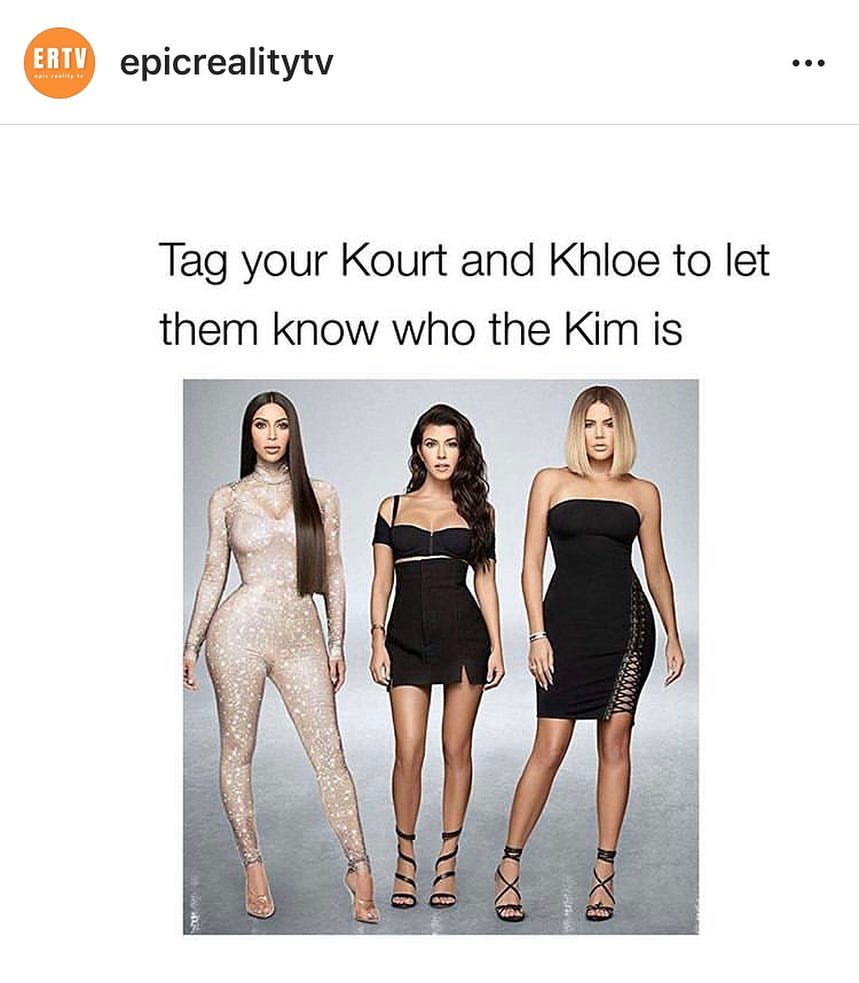 ERTV
epic reality tv
epicrealitytv
Tag your Kourt and Khloe to let
them know who the Kim is